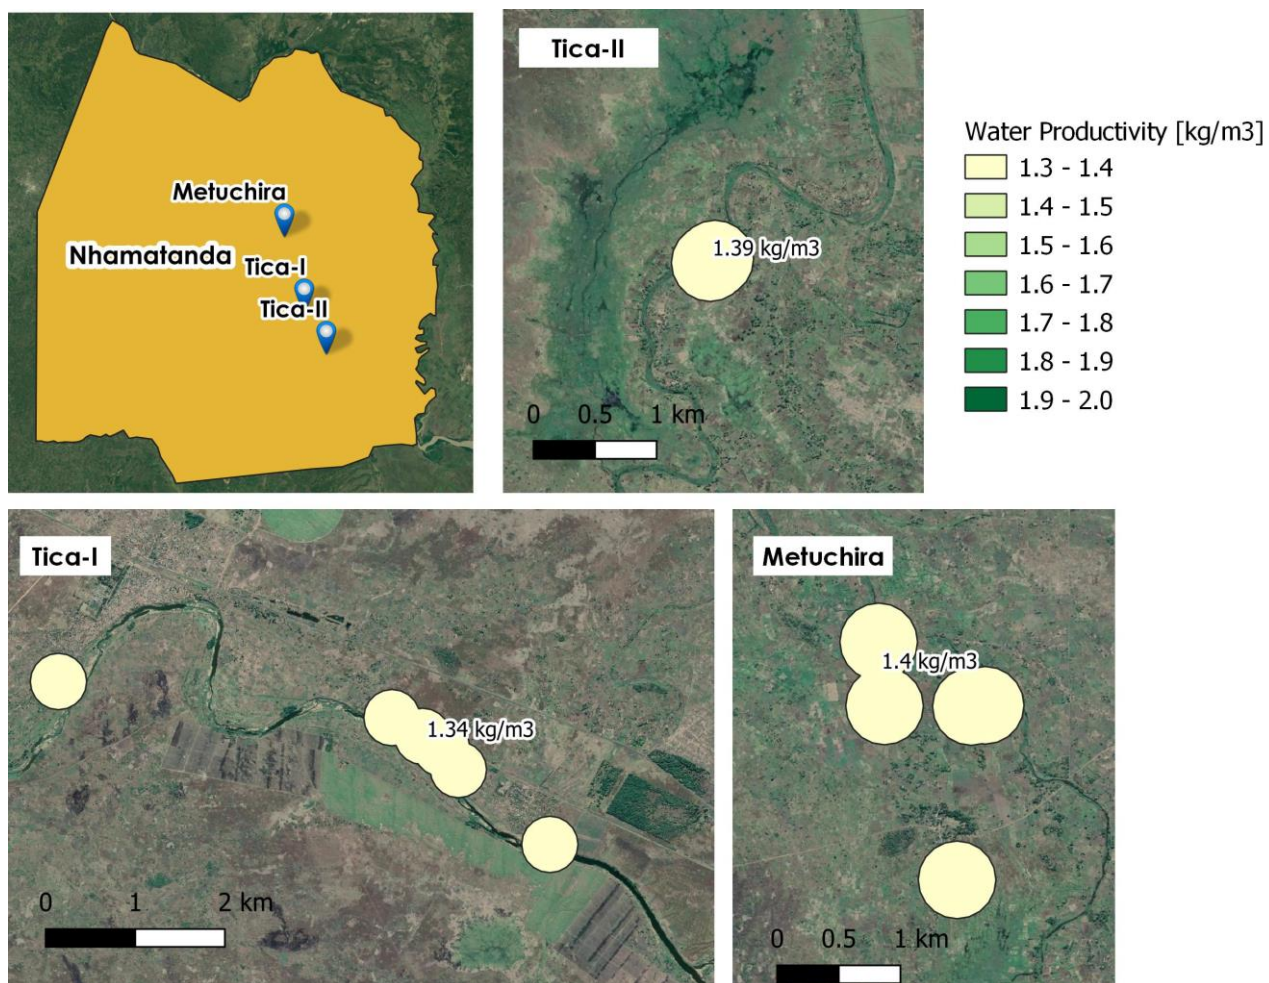 Metuchira
Nhamatanda
Tica-I
Tica-II
Tica-II
1.39 kg/m3
0 0.5 1 km
Water Productivity [kg/m3]
1.3 - 1.4
1.4 - 1.5
1.5 - 1.6
1.6 - 1.7
1.7 - 1.8
1.8 - 1.9
1.9 - 2.0
Tica-I
1.34 kg/m3
0 1 2 km
Metuchira
1.4 kg/m3
0 0.5 1 km